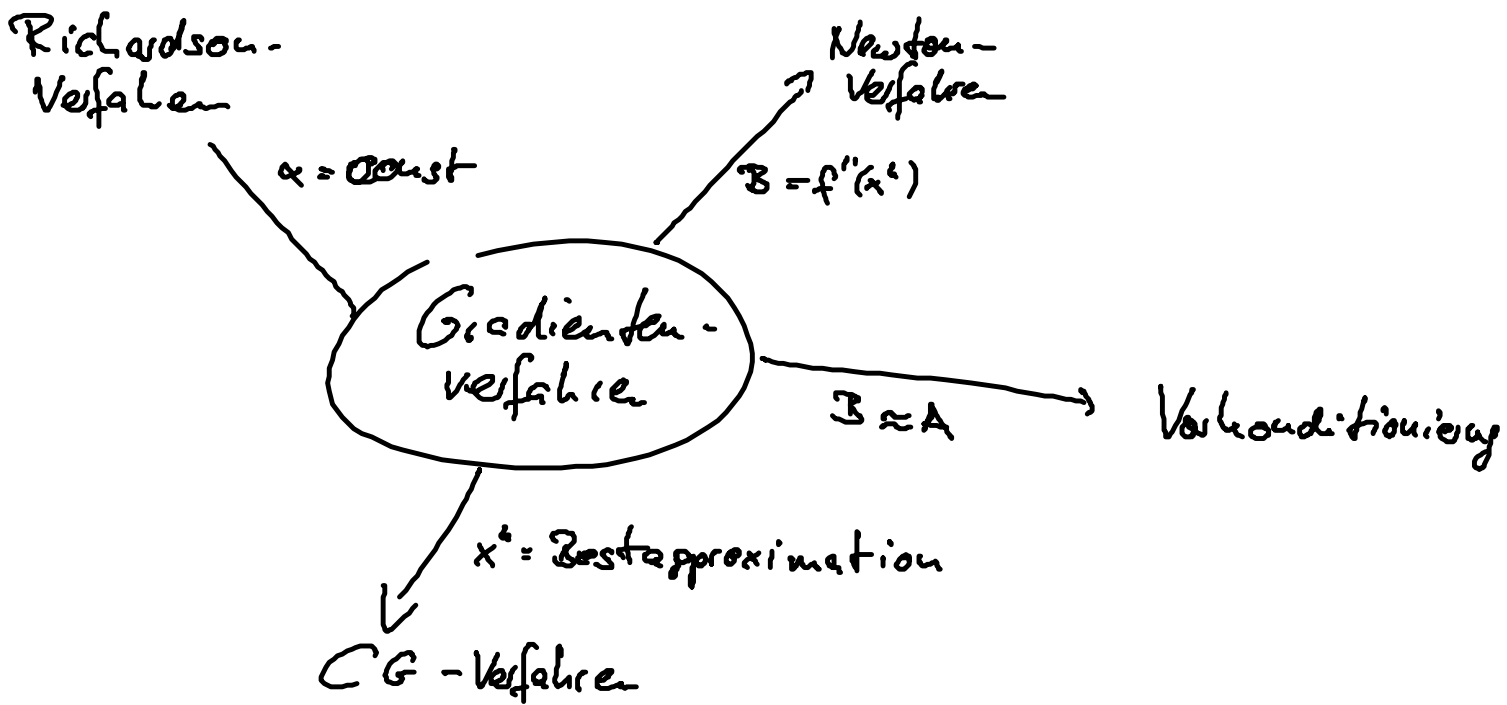 Richardson-
Verfahren
α = const
Newton-
Verfahren
B = f''(x^k)
Gradienten-
verfahren
B ≈ A
Vorkonditionierung
x^k = Bestapproximation
CG - Verfahren